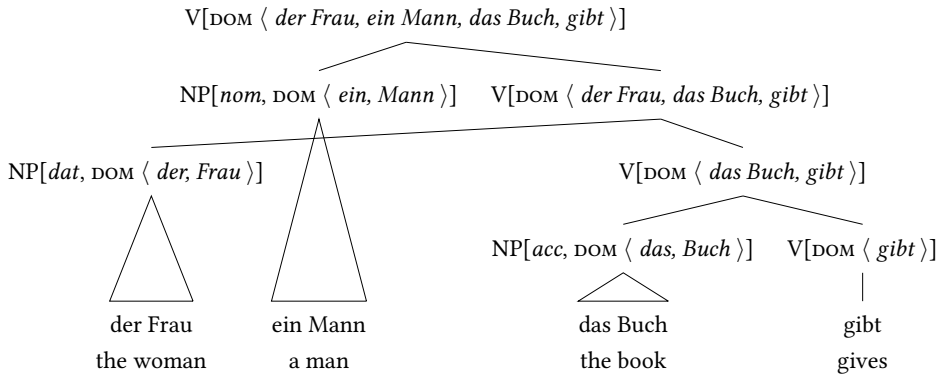 V[DOM ⟨ der Frau, ein Mann, das Buch, gibt ⟩]
NP[nom, DOM ⟨ ein, Mann ⟩] V[DOM ⟨ der Frau, das Buch, gibt ⟩]
NP[dat, DOM ⟨ der, Frau ⟩] V[DOM ⟨ das Buch, gibt ⟩]
NP[acc, DOM ⟨ das, Buch ⟩] V[DOM ⟨ gibt ⟩]
der Frau ein Mann das Buch gibt
the woman a man the book gives